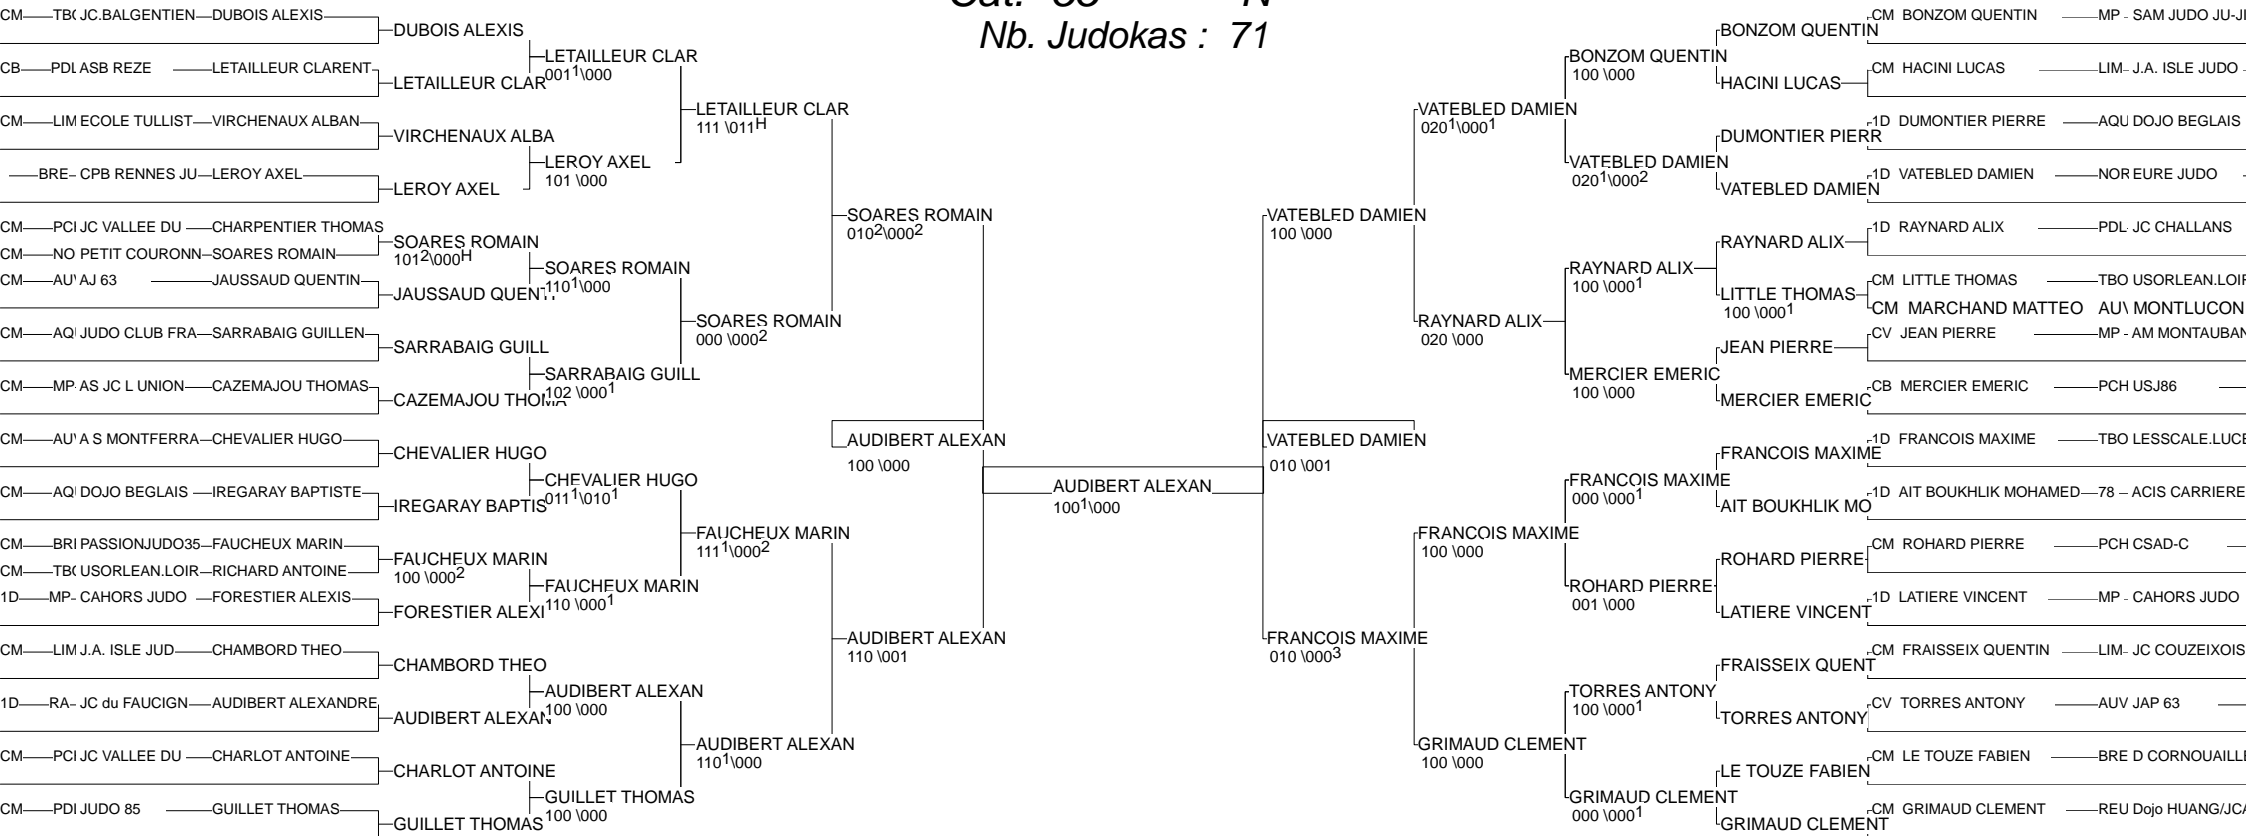 Nb. Judokas : 71
CM TBO JC.BALGENTIEN DUBOIS ALEXIS
CB PDL ASB REZE LETAILLEUR CLARENT
CM LIM ECOLE TULLIST VIRCHENAUX ALBAN
BRE CPB RENNES JU LEROY AXEL
CM PCH JC VALLEE DU CHARPENTIER THOMAS
CM NO PETIT COURONN SOARES ROMAIN
CM AUV AJ 63 JAUSSAUD QUENTIN
CM AQU JUDO CLUB FRA SARRABAIG GUILLEN
CM MP- AS JC L UNION CAZEMAJOU THOMAS
CM AUV A S MONTFERRA CHEVALIER HUGO
CM AQU DOJO BEGLAIS IREGARAY BAPTISTE
CM BRE PASSIONJUDO35 FAUCHEUX MARIN
CM TBO USORLEAN.LOIR RICHARD ANTOINE
1D MP- CAHORS JUDO FORESTIER ALEXIS
CM LIM J.A. ISLE JUD CHAMBORD THEO
1D RA- JC du FAUCIGN AUDIBERT ALEXANDRE
CM PCH JC VALLEE DU CHARLOT ANTOINE
CM PDL JUDO 85 GUILLET THOMAS
DUBOIS ALEXIS
LETAILLEUR CLAR
VIRCHENAUX ALBA
LEROY AXEL
SOARES ROMAIN
101²\000H
JAUSSAUD QUENTI
SARRABAIG GUILL
CAZEMAJOU THOMA
CHEVALIER HUGO
IREGARAY BAPTIS
FAUCHEUX MARIN
100 \000²
FORESTIER ALEXI
CHAMBORD THEO
AUDIBERT ALEXAN
CHARLOT ANTOINE
GUILLET THOMAS
LETAILLEUR CLAR
001¹\000
LEROY AXEL
101 \000
SOARES ROMAIN
110¹\000
SARRABAIG GUILL
102 \000¹
CHEVALIER HUGO
011¹\010¹
FAUCHEUX MARIN
110 \000¹
AUDIBERT ALEXAN
100 \000
GUILLET THOMAS
100 \000
LETAILLEUR CLAR
111 \011H
SOARES ROMAIN
000 \000²
FAUCHEUX MARIN
111¹\000²
AUDIBERT ALEXAN
110¹\000
SOARES ROMAIN
010²\000²
AUDIBERT ALEXAN
100 \000
AUDIBERT ALEXAN
110 \001
AUDIBERT ALEXAN
100¹\000
VATEBLED DAMIEN
100 \000
VATEBLED DAMIEN
010 \001
FRANCOIS MAXIME
010 \000³
VATEBLED DAMIEN
020¹\000¹
RAYNARD ALIX
020 \000
FRANCOIS MAXIME
100 \000
GRIMAUD CLEMENT
100 \000
BONZOM QUENTIN
100 \000
VATEBLED DAMIEN
020¹\000²
RAYNARD ALIX
100 \000¹
MERCIER EMERIC
100 \000
FRANCOIS MAXIME
000 \000¹
ROHARD PIERRE
001 \000
TORRES ANTONY
100 \000¹
GRIMAUD CLEMENT
000 \000¹
BONZOM QUENTIN
HACINI LUCAS
DUMONTIER PIERR
VATEBLED DAMIEN
RAYNARD ALIX
LITTLE THOMAS
100 \000¹
JEAN PIERRE
MERCIER EMERIC
FRANCOIS MAXIME
AIT BOUKHLIK MO
ROHARD PIERRE
LATIERE VINCENT
FRAISSEIX QUENT
TORRES ANTONY
LE TOUZE FABIEN
GRIMAUD CLEMENT
CM BONZOM QUENTIN MP - SAM JUDO JU-JI
CM HACINI LUCAS LIM- J.A. ISLE JUDO
1D DUMONTIER PIERRE AQU DOJO BEGLAIS
1D VATEBLED DAMIEN NOR EURE JUDO
1D RAYNARD ALIX PDL- JC CHALLANS
CM LITTLE THOMAS TBO USORLEAN.LOIR
CM MARCHAND MATTEO AUV MONTLUCON
CV JEAN PIERRE MP - AM MONTAUBAN
CB MERCIER EMERIC PCH USJ86
1D FRANCOIS MAXIME TBO LESSCALE.LUCE
1D AIT BOUKHLIK MOHAMED 78 - ACIS CARRIERE
CM ROHARD PIERRE PCH CSAD-C
1D LATIERE VINCENT MP - CAHORS JUDO
CM FRAISSEIX QUENTIN LIM- JC COUZEIXOIS
CV TORRES ANTONY AUV JAP 63
CM LE TOUZE FABIEN BRE D CORNOUAILLE
CM GRIMAUD CLEMENT REU Dojo HUANG/JCA